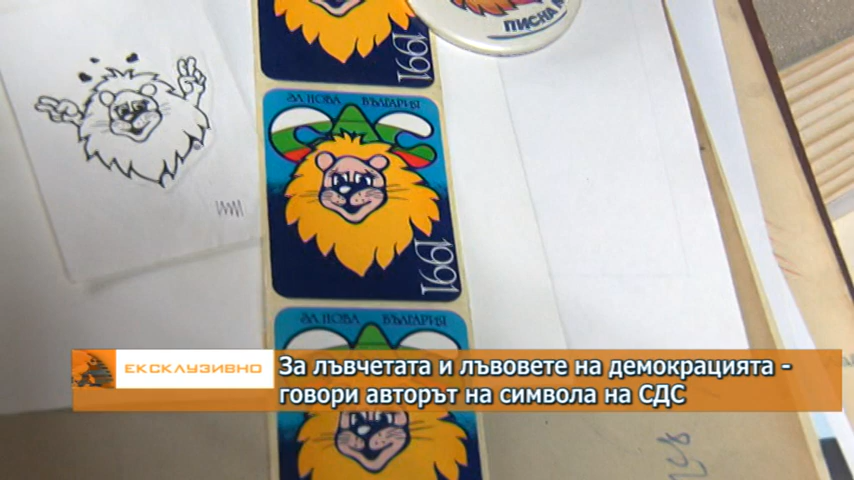 1991
ПИСНА
ЗА НОВА БЪЛГАРИЯ
1991
ЗА НОВА БЪЛГАРИЯ
ЕКСКЛУЗИВНО
За лъвчетата и лъвовете на демокрацията -
говори авторът на символа на СДС